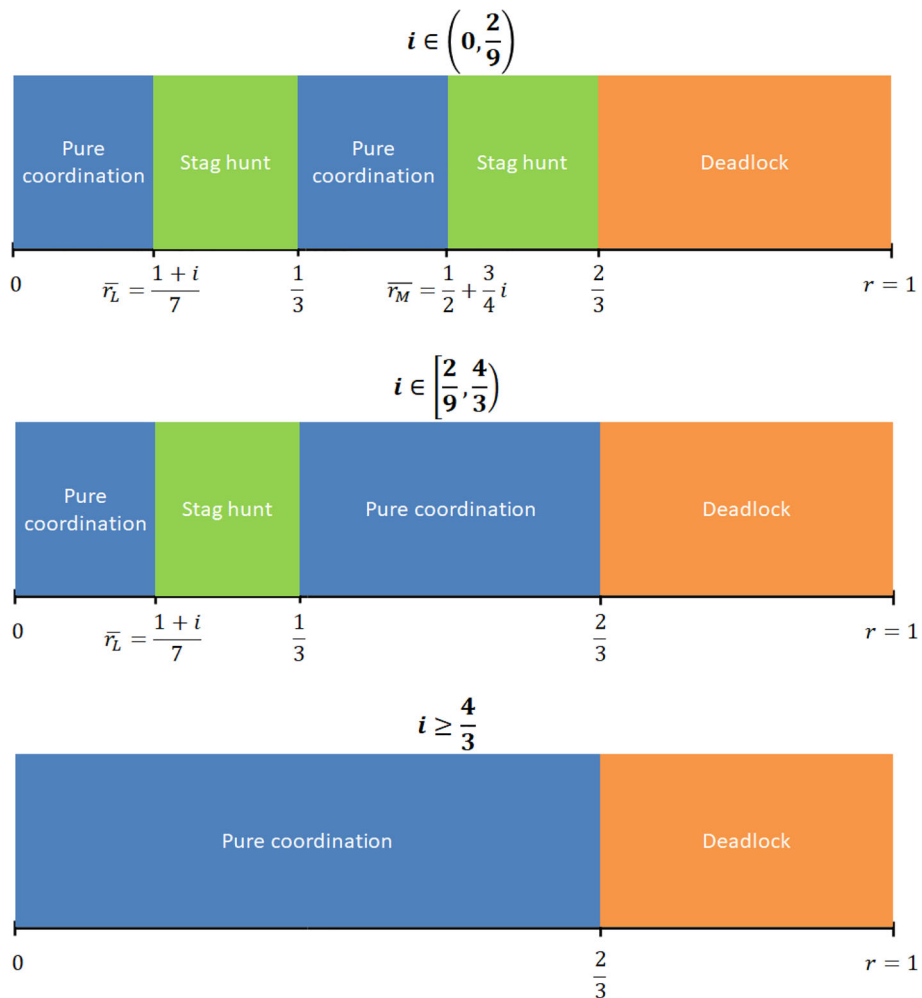 i ∈ (0, 2/9)
Pure coordination
Stag hunt
Pure coordination
Stag hunt
Deadlock
0
r̅_L = (1 + i)/7
1/3
r̅_M = 1/2 + 3/4 i
2/3
r = 1
i ∈ [2/9, 4/3)
Pure coordination
Stag hunt
Pure coordination
Deadlock
0
r̅_L = (1 + i)/7
1/3
2/3
r = 1
i ≥ 4/3
Pure coordination
Deadlock
0
2/3
r = 1